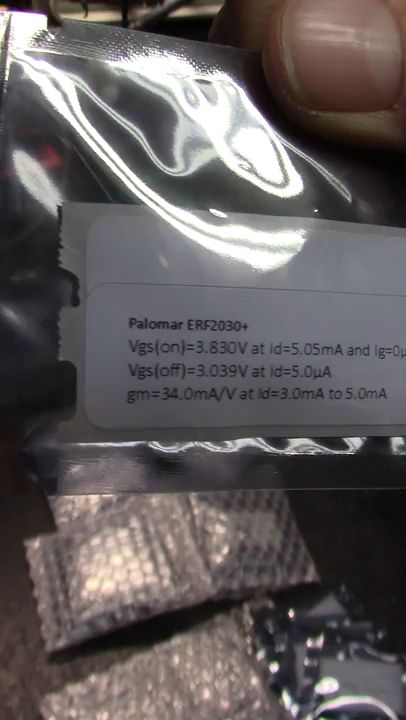 Palomar ERF2030+
Vgs(on)=3.830V at Id=5.05mA and Ig=0µ
Vgs(off)=3.039V at Id=5.0µA
gm=34.0mA/V at Id=3.0mA to 5.0mA